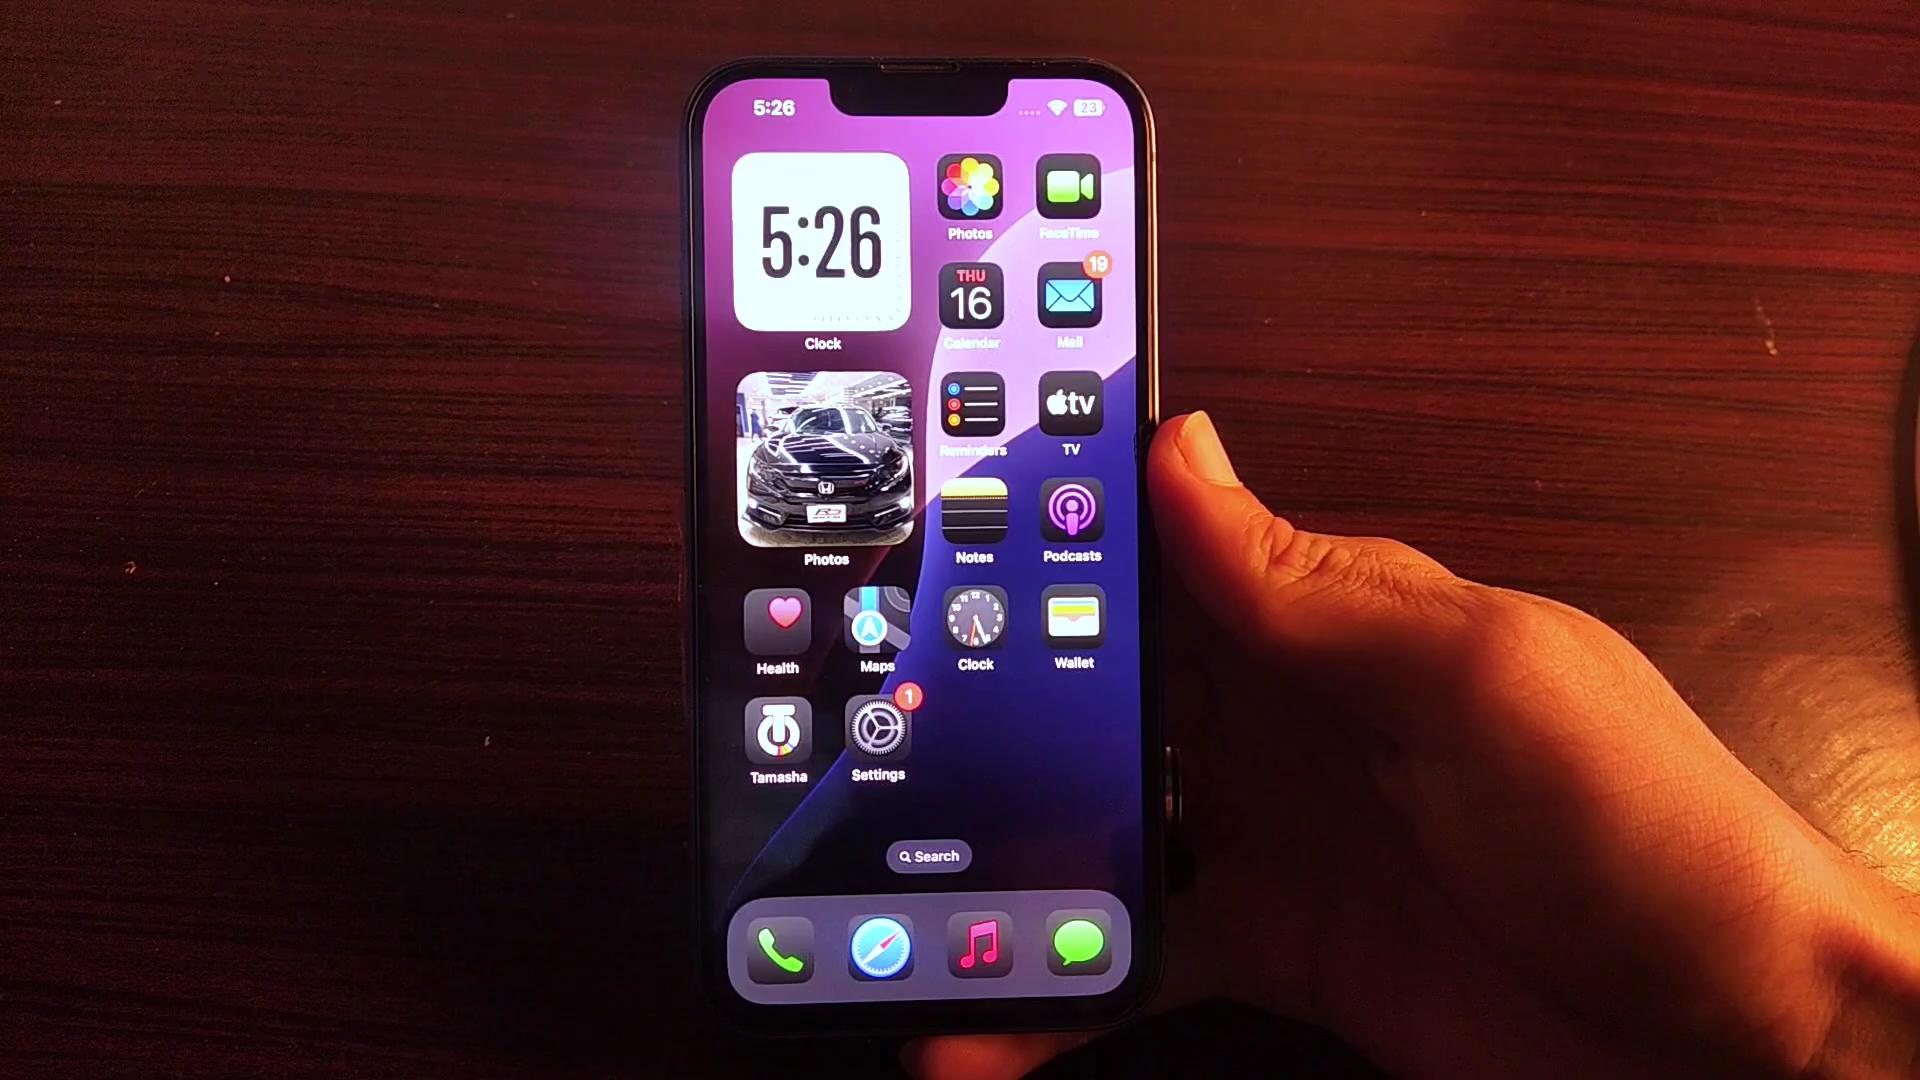 5:26
23
5:26
Clock
Photos
FaceTime
THU
16
Calendar
19
Mail
Photos
Reminders
tv
TV
Notes
Podcasts
Health
Maps
Clock
Wallet
Tamasha
1
Settings
Search